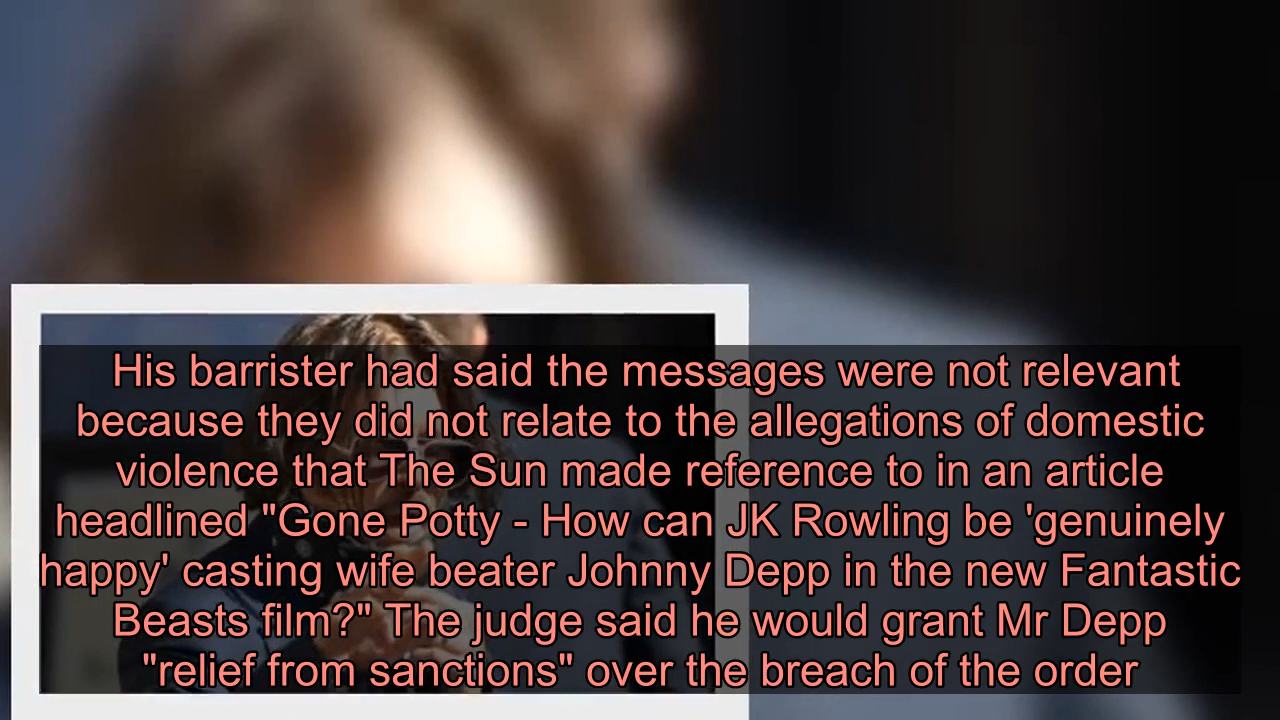 His barrister had said the messages were not relevant
because they did not relate to the allegations of domestic
violence that The Sun made reference to in an article
headlined "Gone Potty - How can JK Rowling be 'genuinely
happy' casting wife beater Johnny Depp in the new Fantastic
Beasts film?" The judge said he would grant Mr Depp
"relief from sanctions" over the breach of the order